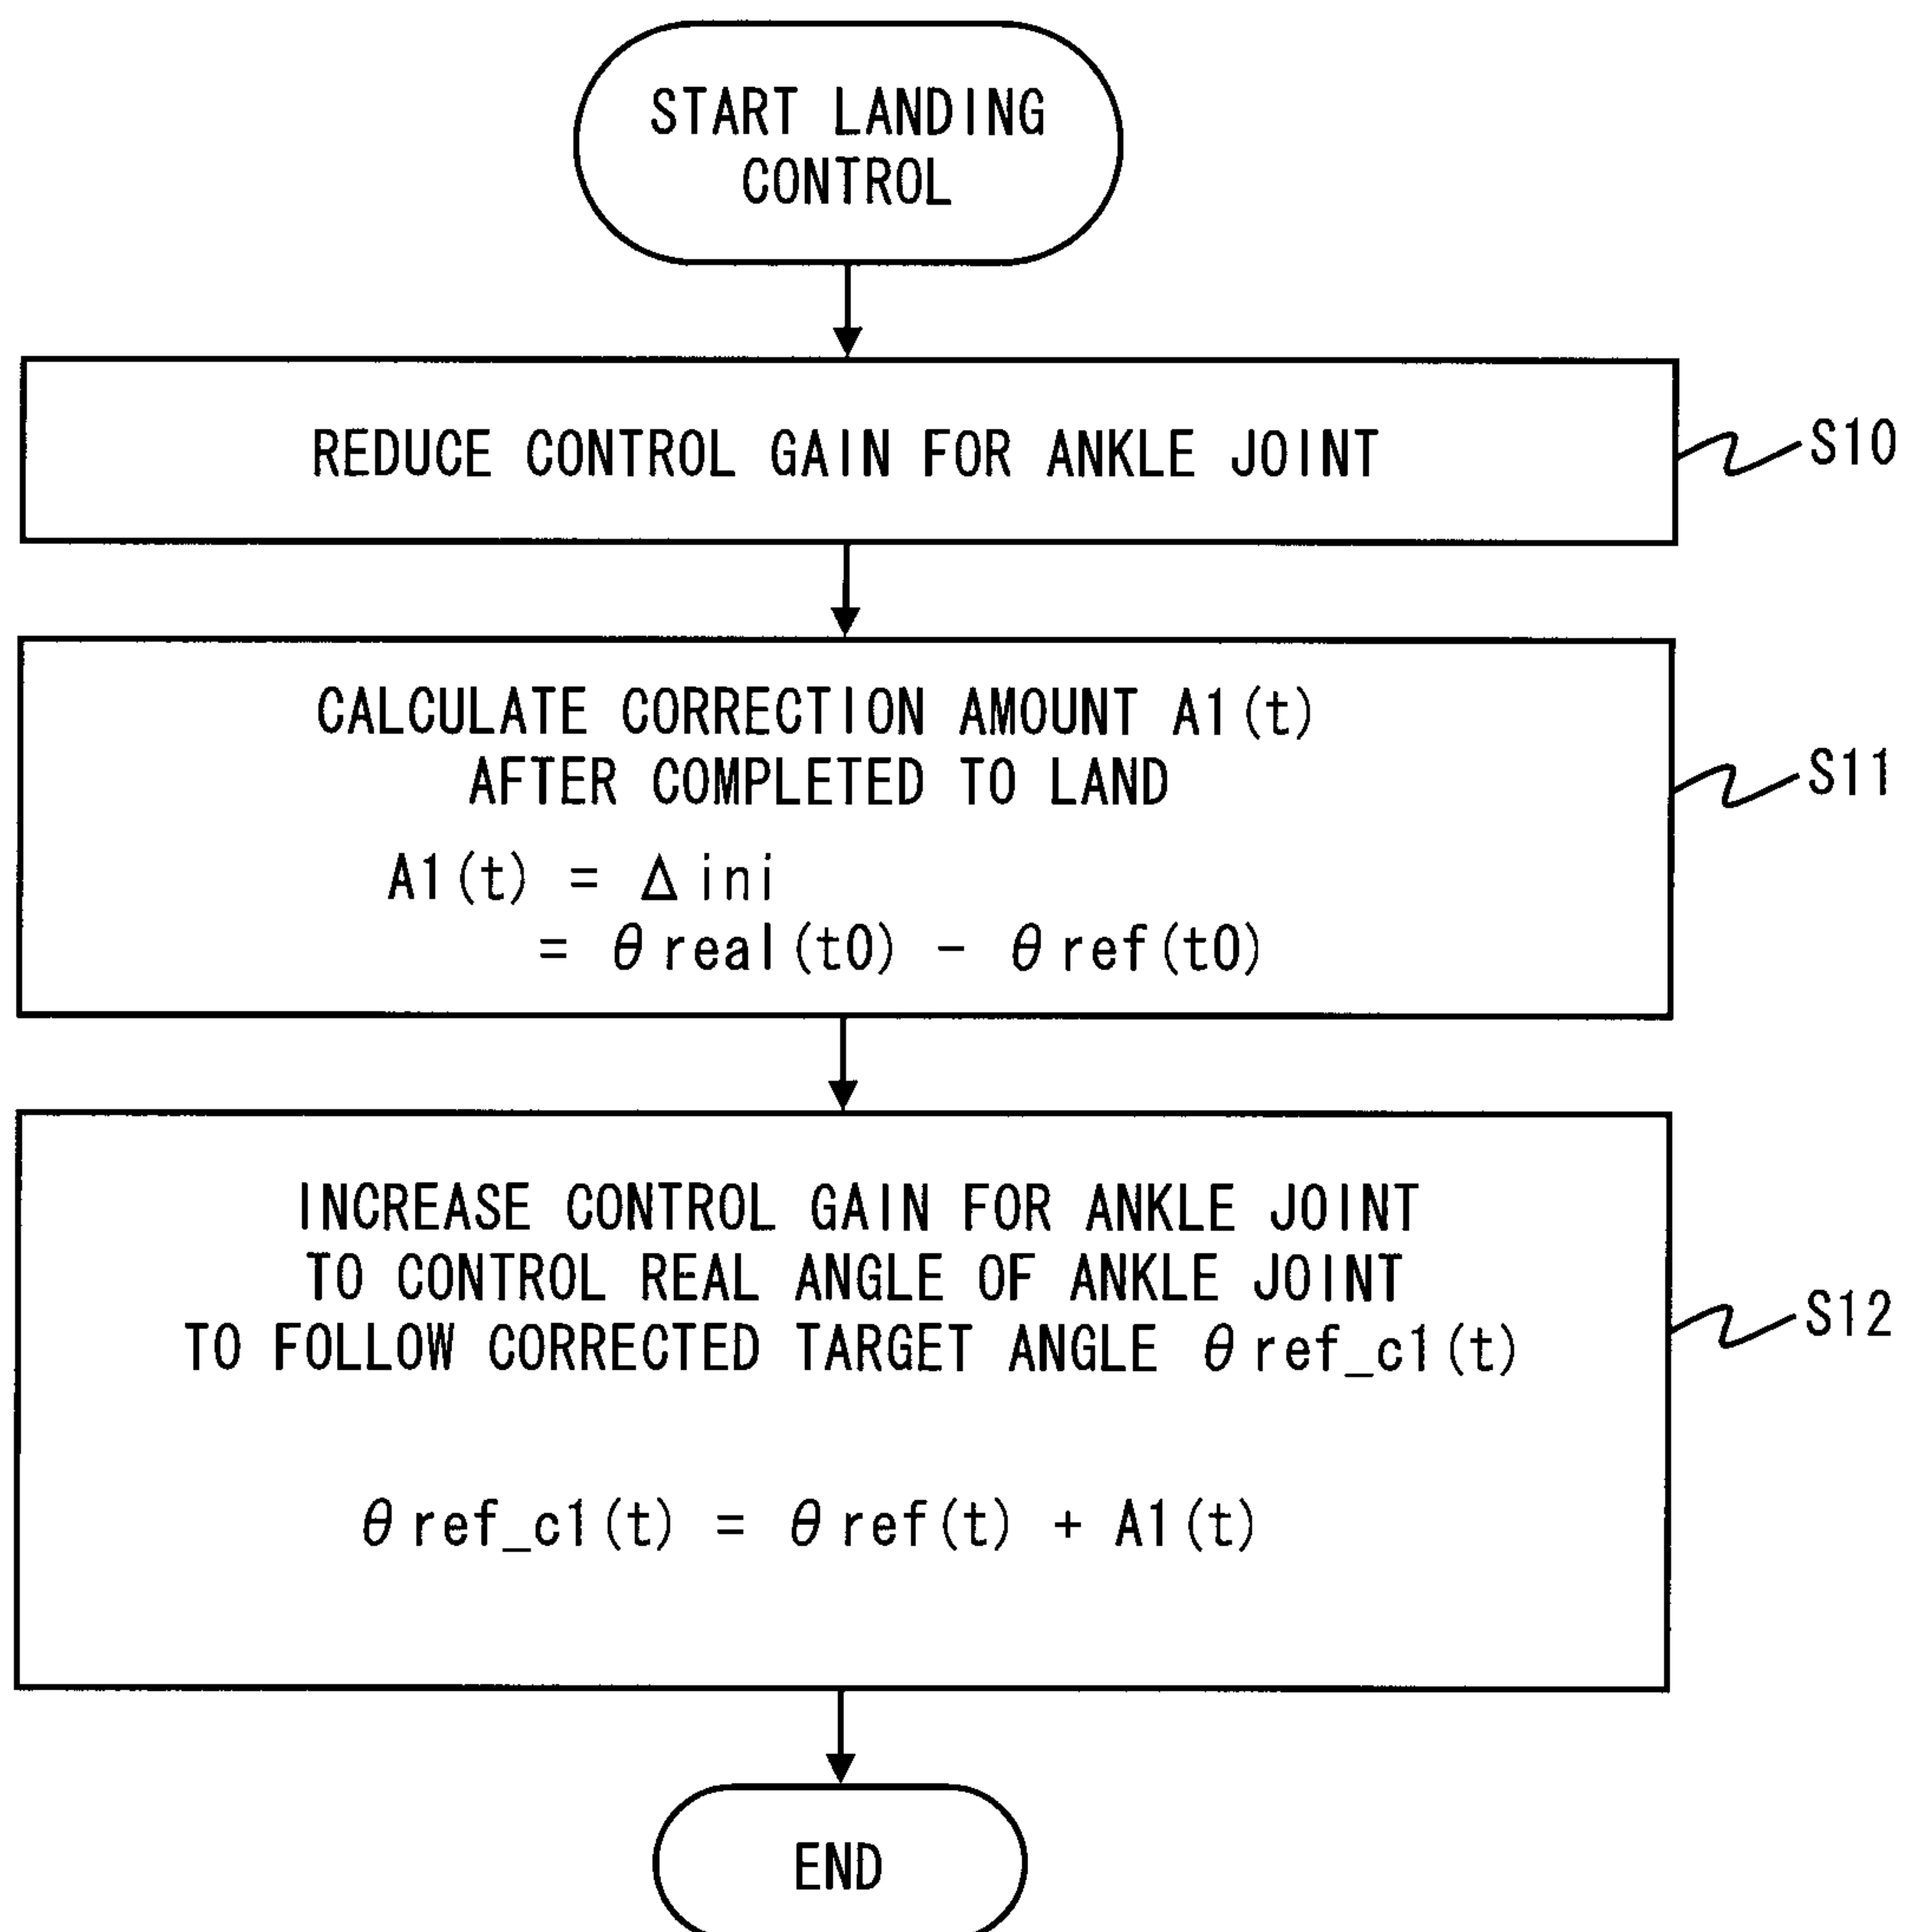 START LANDING
CONTROL
REDUCE CONTROL GAIN FOR ANKLE JOINT
S10
CALCULATE CORRECTION AMOUNT A1(t)
AFTER COMPLETED TO LAND
A1(t) = Δini
= θreal(t0) - θref(t0)
S11
INCREASE CONTROL GAIN FOR ANKLE JOINT
TO CONTROL REAL ANGLE OF ANKLE JOINT
TO FOLLOW CORRECTED TARGET ANGLE θref_c1(t)
θref_c1(t) = θref(t) + A1(t)
S12
END